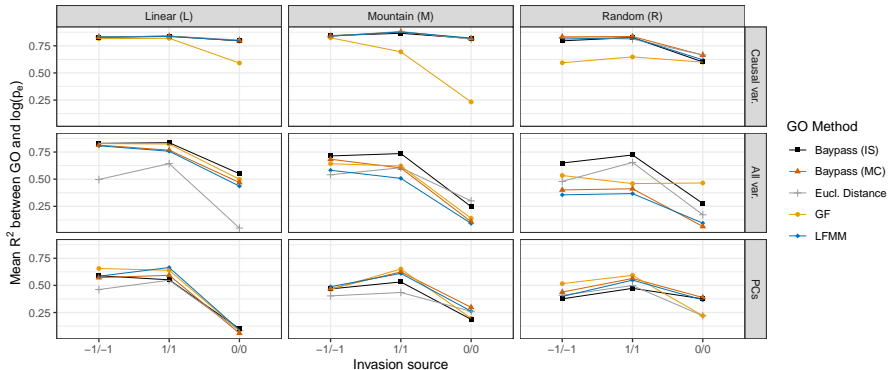 Linear (L)
Mountain (M)
Random (R)
0.75
0.50
0.25
Causal var.
0.75
0.50
0.25
All var.
0.75
0.50
0.25
PCs
−1/−1
1/1
0/0
−1/−1
1/1
0/0
−1/−1
1/1
0/0
Invasion source
Mean R² between GO and log(pₑ)
GO Method
Baypass (IS)
Baypass (MC)
Eucl. Distance
GF
LFMM